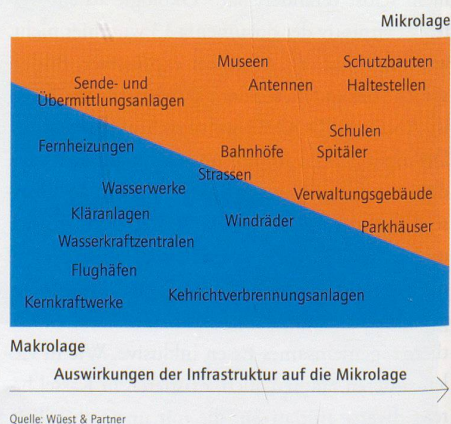 Mikrolage
Museen Schutzbauten
Sende- und Antennen Haltestellen
Übermittlungsanlagen
Schulen
Fernheizungen Bahnhöfe Spitäler
Strassen
Wasserwerke Verwaltungsgebäude
Kläranlagen Windräder Parkhäuser
Wasserkraftzentralen
Flughäfen
Kernkraftwerke Kehrichtverbrennungsanlagen
Makrolage
Auswirkungen der Infrastruktur auf die Mikrolage
Quelle: Wüest & Partner